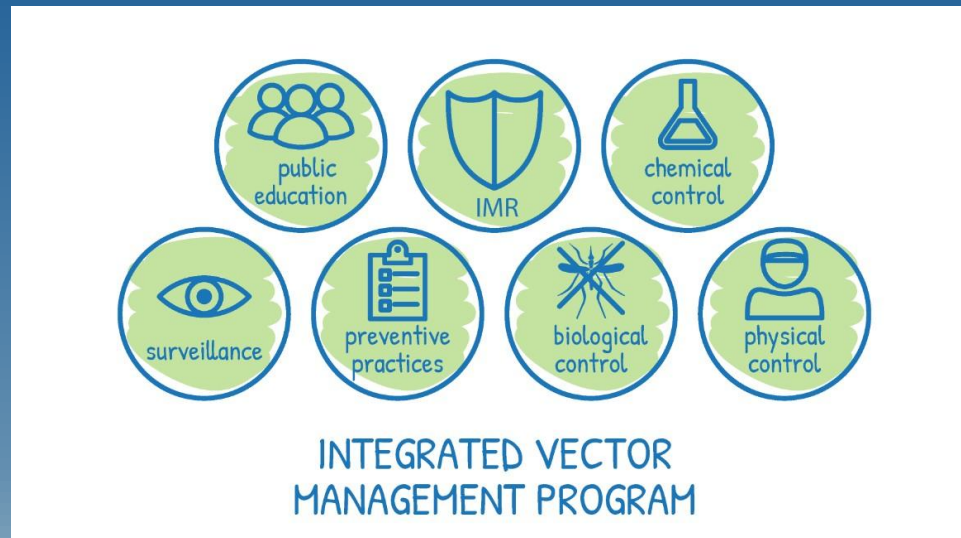 public
education
IMR
chemical
control
surveillance
preventive
practices
biological
control
physical
control
INTEGRATED VECTOR
MANAGEMENT PROGRAM